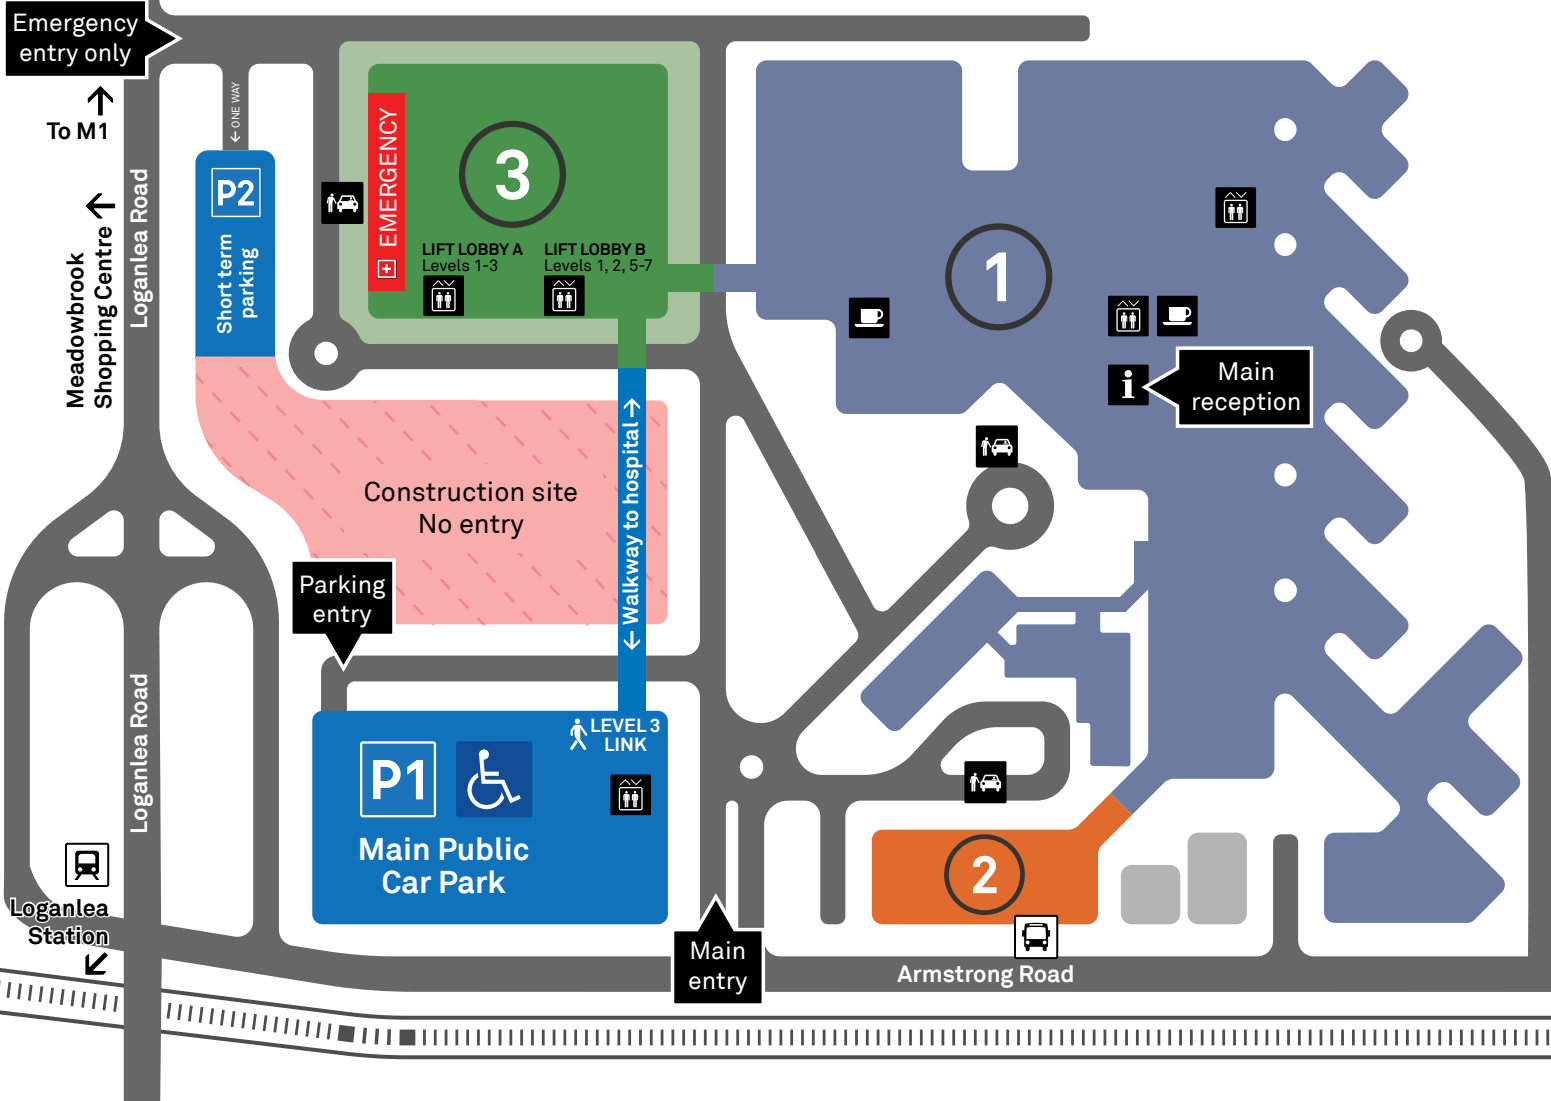 Emergency
entry only
To M1
Meadowbrook
Shopping Centre
Loganlea Road
← ONE WAY
P2
Short term
parking
EMERGENCY
3
LIFT LOBBY A
Levels 1-3
LIFT LOBBY B
Levels 1, 2, 5-7
1
i
Main
reception
Construction site
No entry
← Walkway to hospital →
Parking
entry
LEVEL 3
LINK
P1
Main Public
Car Park
Loganlea Road
Loganlea
Station
2
Main
entry
Armstrong Road